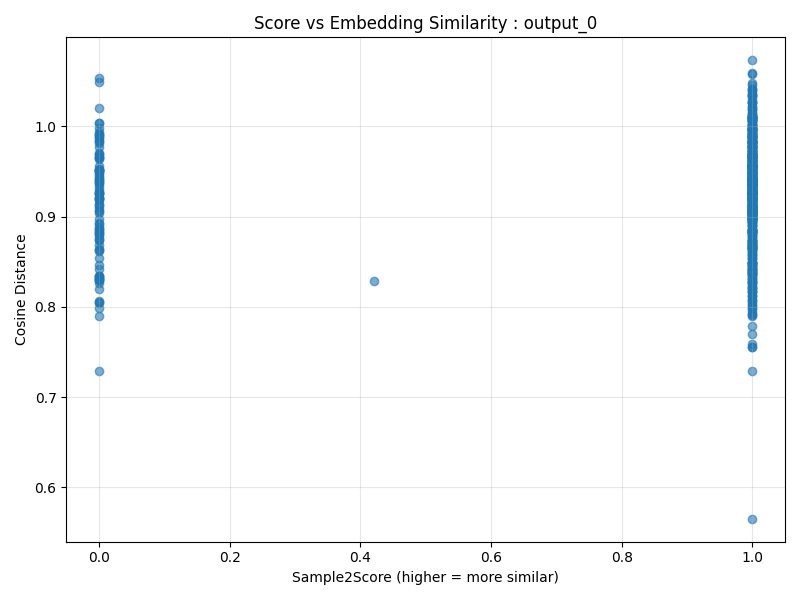 Score vs Embedding Similarity : output_0
Cosine Distance
1.0
0.9
0.8
0.7
0.6
0.0 0.2 0.4 0.6 0.8 1.0
Sample2Score (higher = more similar)